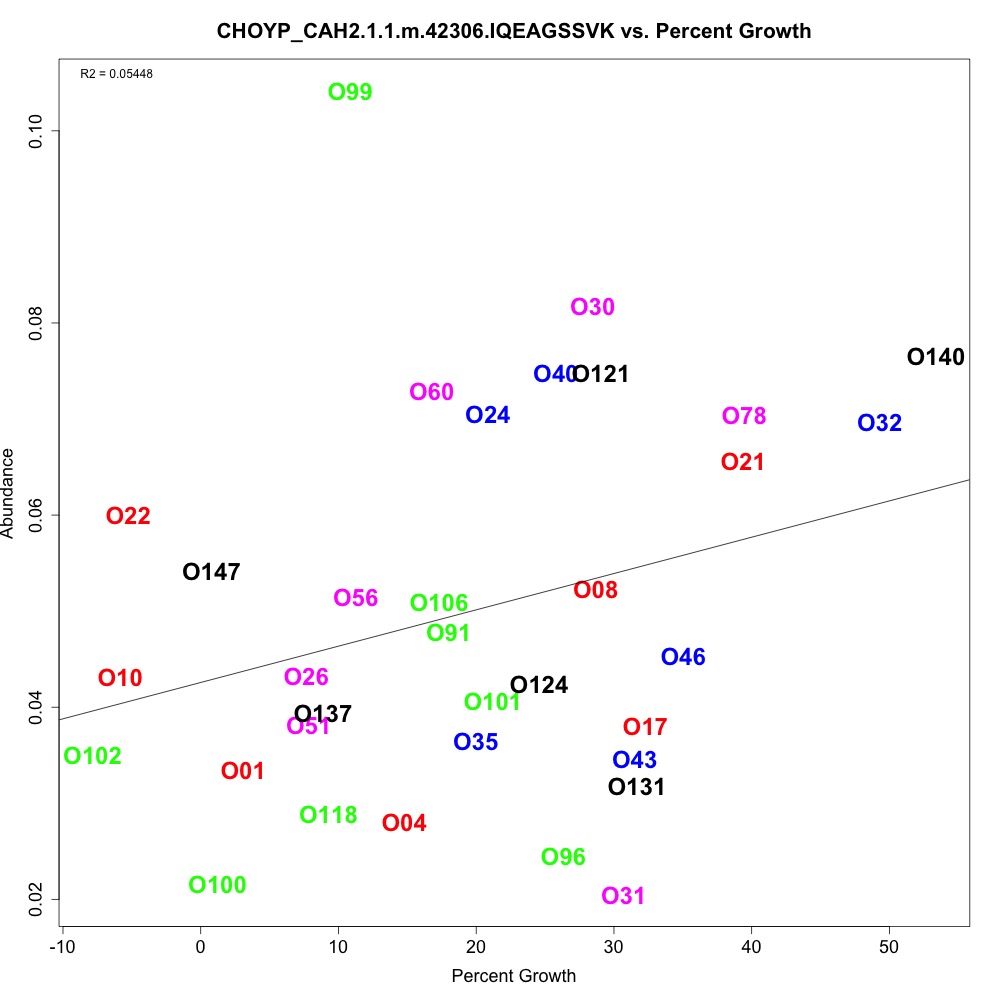 CHOYP_CAH2.1.1.m.42306.IQEAGSSVK vs. Percent Growth
R2 = 0.05448
O99
0.10
O30
0.08
O140
O40
O121
O60
O24
O78
O32
O21
Abundance
0.06
O22
O147
O08
O56
O106
O91
O46
O10
O26
O124
0.04
O101
O137
O51
O17
O35
O102
O43
O01
O131
O118
O04
O96
O100
O31
0.02
-10 0 10 20 30 40 50
Percent Growth